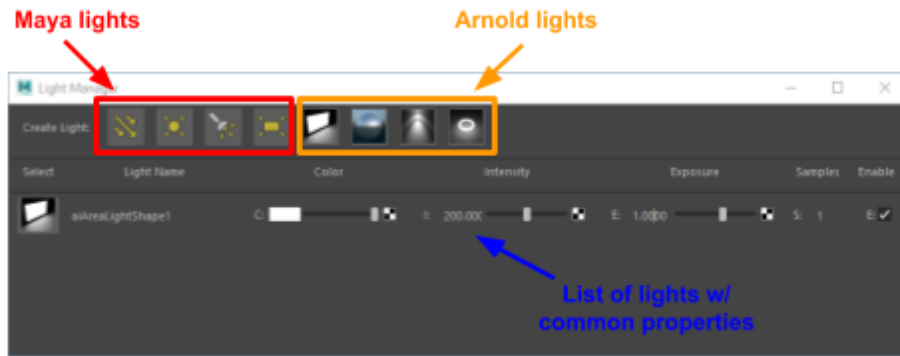 Maya lights
Arnold lights
Light Manager
Create Light:
Select Light Name Color Intensity Exposure Samples Enable
aiAreaLightShape1 C: I: 200.000 E: 1.0000 S: 1 E:
List of lights w/
common properties